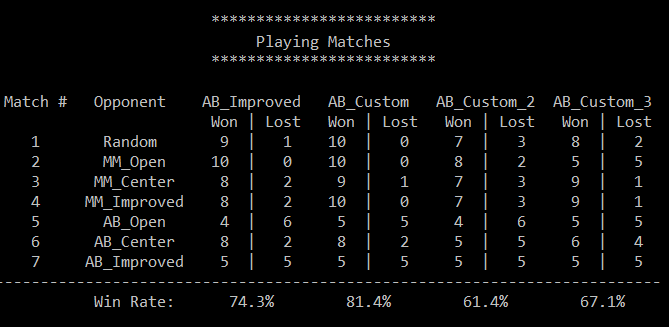 *************************
Playing Matches
*************************
Match #   Opponent    AB_Improved   AB_Custom   AB_Custom_2  AB_Custom_3
Won | Lost   Won | Lost   Won | Lost   Won | Lost
1       Random       9  |   1    10  |   0     7  |   3     8  |   2
2       MM_Open     10  |   0    10  |   0     8  |   2     5  |   5
3      MM_Center     8  |   2     9  |   1     7  |   3     9  |   1
4     MM_Improved    8  |   2    10  |   0     7  |   3     9  |   1
5       AB_Open      4  |   6     5  |   5     4  |   6     5  |   5
6      AB_Center     8  |   2     8  |   2     5  |   5     6  |   4
7     AB_Improved    5  |   5     5  |   5     5  |   5     5  |   5
--------------------------------------------------------------------------
Win Rate:      74.3%        81.4%        61.4%        67.1%